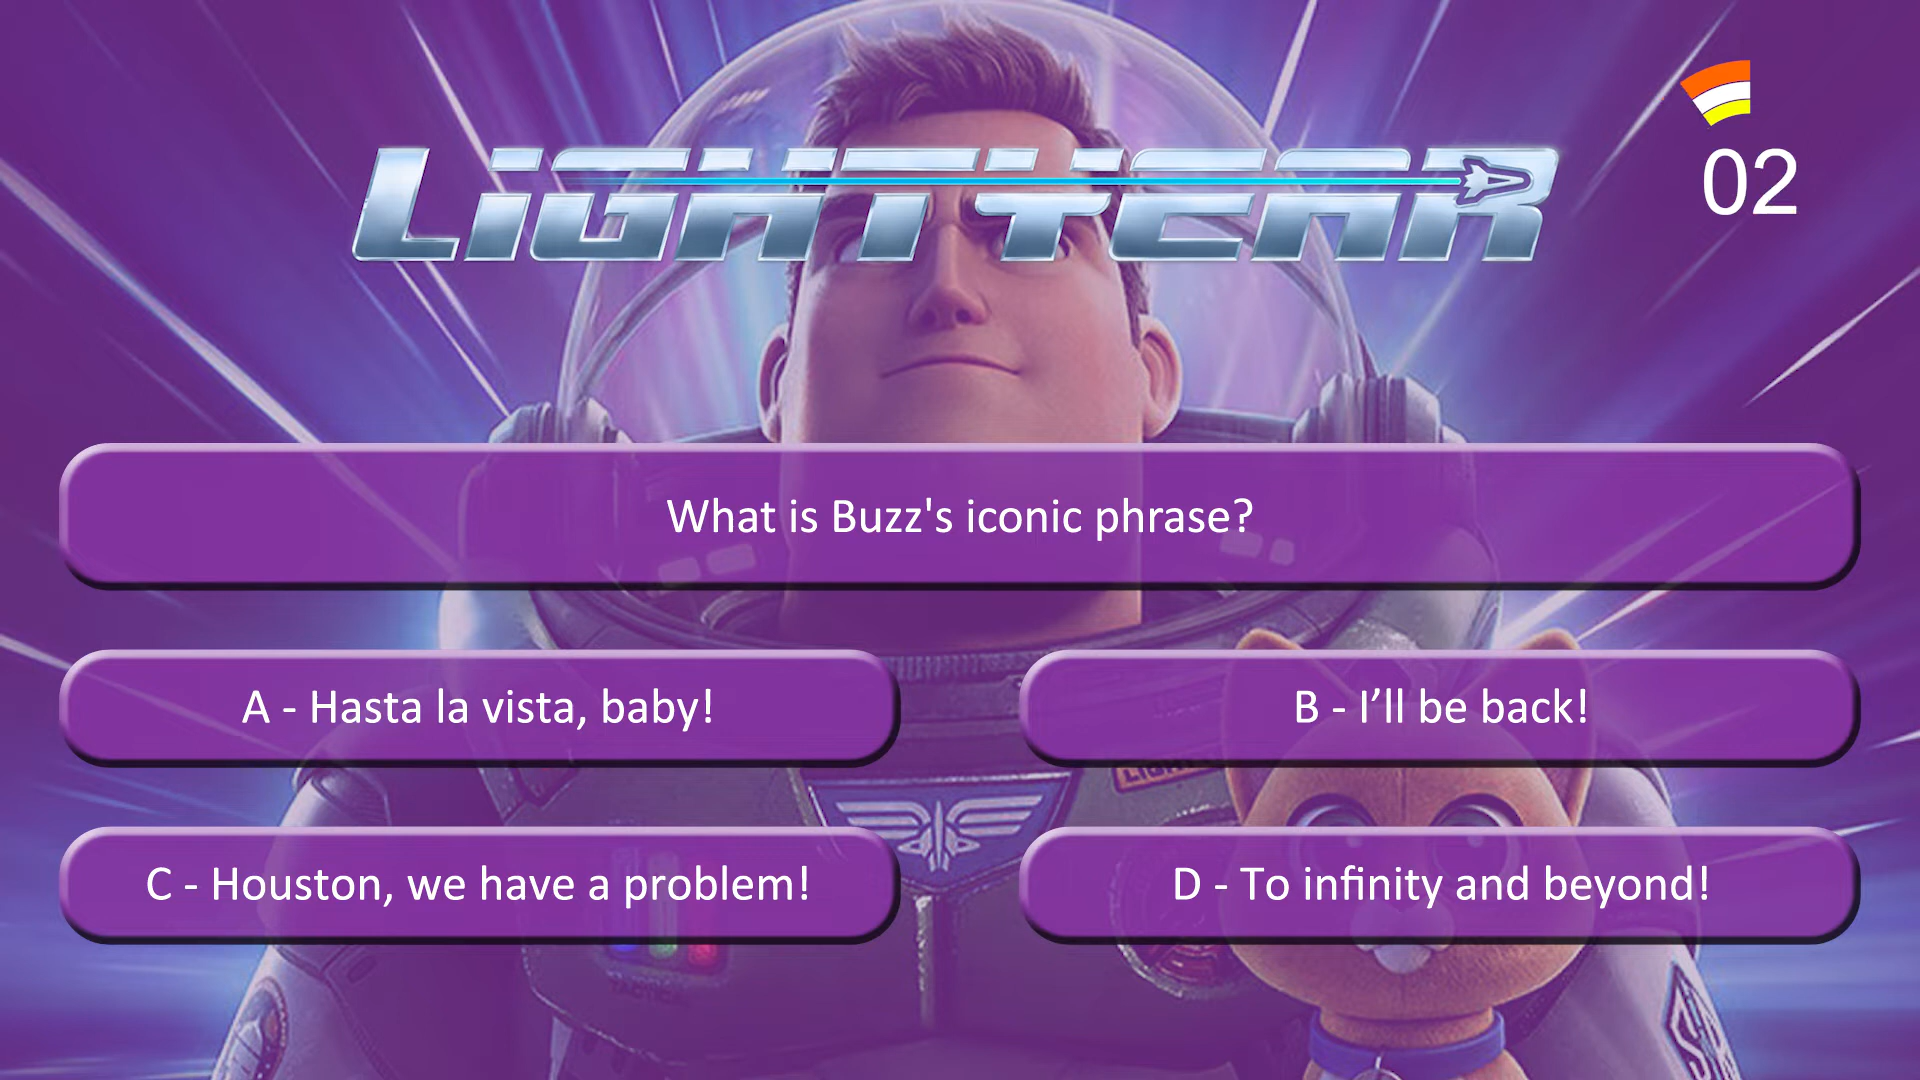 LiGHTYEAR
02
What is Buzz's iconic phrase?
A - Hasta la vista, baby!
B - I’ll be back!
C - Houston, we have a problem!
D - To infinity and beyond!